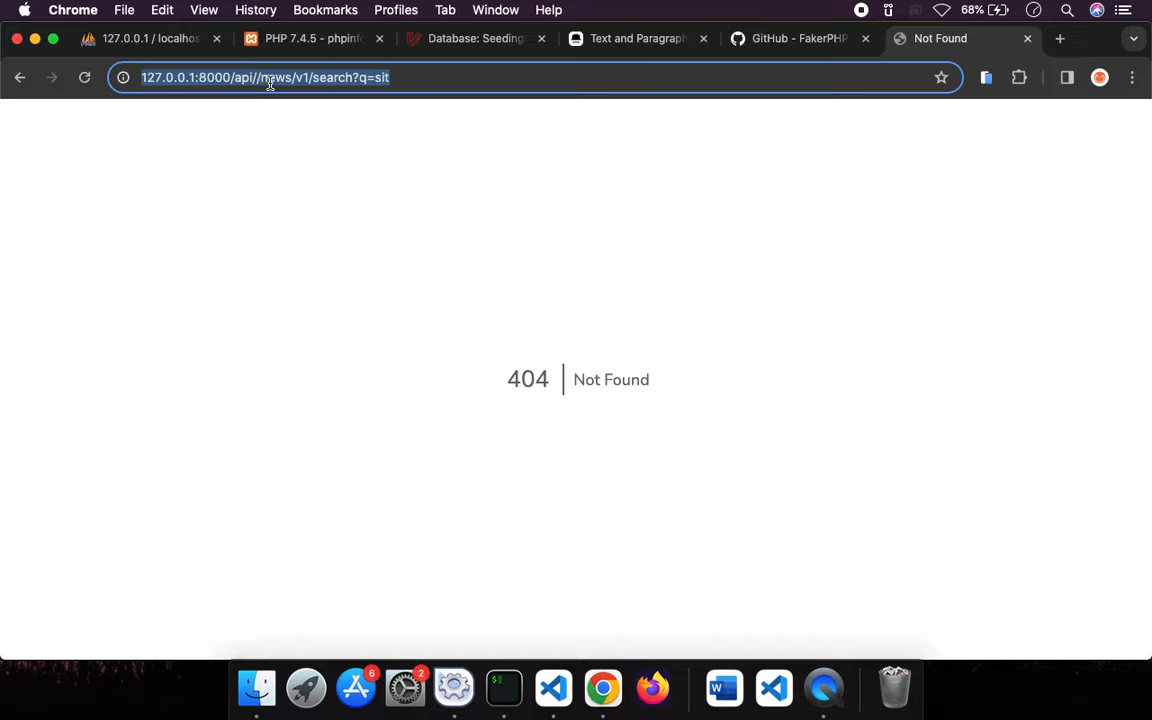 Chrome File Edit View History Bookmarks Profiles Tab Window Help 68%
127.0.0.1 / localhos PHP 7.4.5 - phpinfo Database: Seeding Text and Paragraph GitHub - FakerPHP Not Found
127.0.0.1:8000/api//news/v1/search?q=sit
404 Not Found
6 2